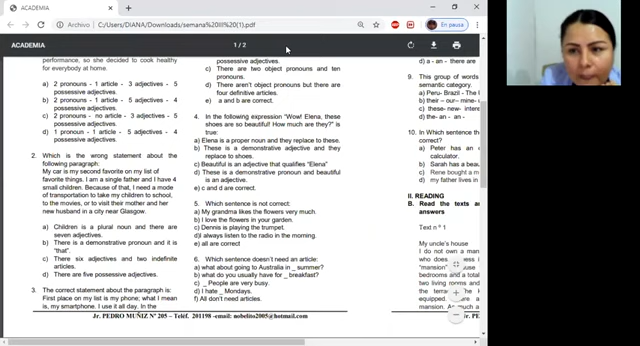 ACADEMIA
Archivo | C:/Users/DIANA/Downloads/semana%20III%20(1).pdf
En pausa
ACADEMIA
1 / 2
performance, so she decided to cook healthy
for everybody at home.
a) 2 pronouns - 1 article - 3 adjectives - 5
possessive adjectives.
b) 2 pronouns - 1 article - 5 adjectives - 4
possessive adjectives.
c) 2 pronouns - no article - 3 adjectives - 5
possessive adjectives.
d) 1 pronoun - 1 article - 5 adjectives - 4
possessive adjectives.
2. Which is the wrong statement about the
following paragraph:
My car is my second favorite on my list of
favorite things. I am a single father and I have 4
small children. Because of that, I need a mode
of transportation to take my children to school,
to the movies, or to visit their mother and her
new husband in a city near Glasgow.
a) Children is a plural noun and there are
seven adjectives.
b) There is a demonstrative pronoun and it is
"that".
c) There six adjectives and two indefinite
articles.
d) There are five possessive adjectives.
3. The correct statement about the paragraph is:
First place on my list is my phone; what I mean
is, my smartphone. I use it all day. In the
possessive adjectives.
c) There are two object pronouns and ten
pronouns.
d) There aren't object pronouns but there are
four definitive articles.
e) a and b are correct.
4. In the following expression "Wow! Elena, these
shoes are so beautiful! How much are they?" is
true:
a) Elena is a proper noun and they replace to these.
b) These is a demonstrative adjective and they
replace to shoes.
c) Beautiful is an adjective that qualifies "Elena"
d) These is a demonstrative pronoun and beautiful
is an adjective.
e) c and d are correct.
5. Which sentence is not correct?
a) My grandma likes the flowers very much.
b) I love the flowers in your garden.
c) Dennis is playing the trumpet.
d)I always listen to the radio in the morning.
e) all are correct
6. Which sentence doesn't need an article?
a) what about going to Australia in _ summer?
b) what do you usually have for _ breakfast?
c) _ People are very busy.
d) I hate _ Mondays.
f) All don't need articles.
d) a - an - there are
9. This group of words
semantic category.
a) Peru- Brazil - The
b) their – our– mine -
c) these- new- inter
d) the- a – an- there
10. In Which sentence the
correct?
a) Peter has an
calculator.
b) Sarah has a bea
c) Rene bought a m
d) my father lives in
II. READING
B. Read the texts a
answers
Text n° 1
My uncle's house
I do not own a man
who does
"mansion"
bedrooms and a total
two living rooms and
the terra
equipped.
mansion. As much a
Jr. PEDRO MUÑIZ Nº 205 – Teléf. 201198 -email: nobelito2005@hotmail.com
Jr. PED